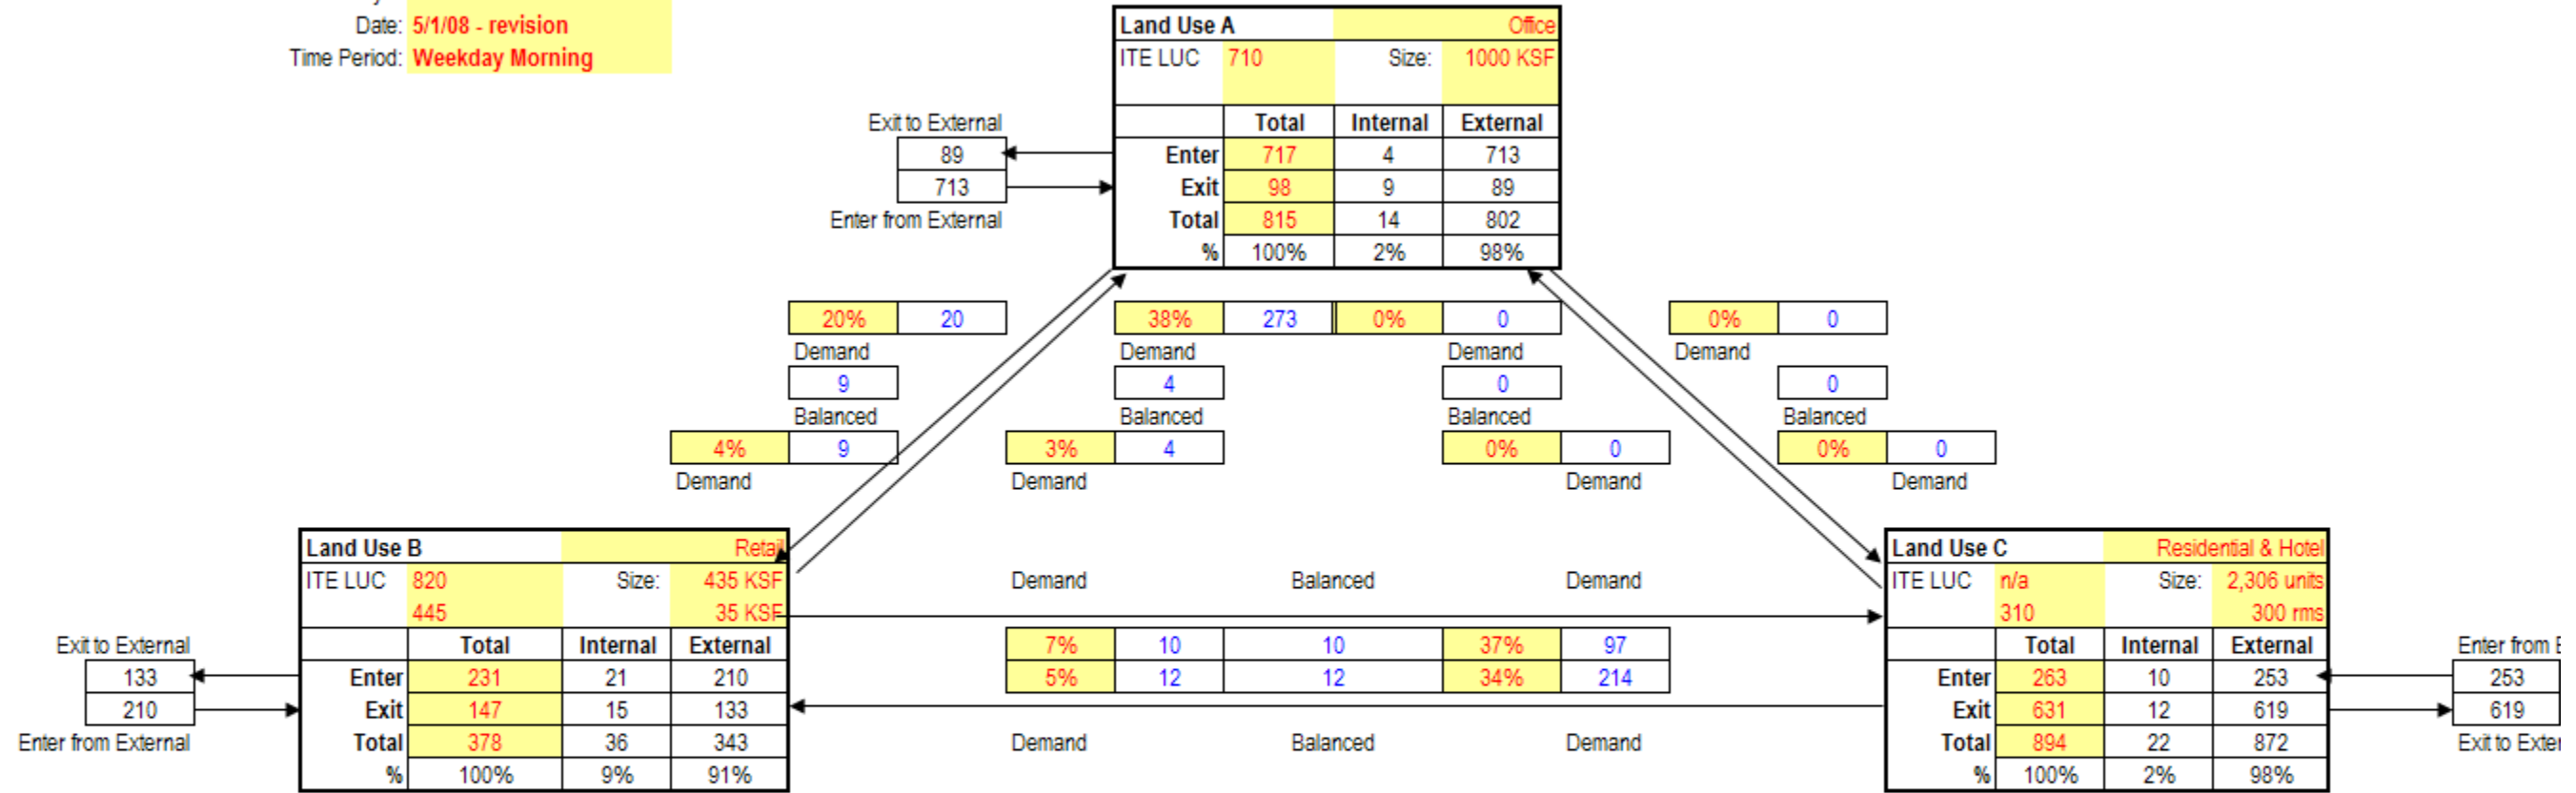 Date: 5/1/08 - revision
Time Period: Weekday Morning
Land Use A Office
ITE LUC 710 Size: 1000 KSF
Total Internal External
Enter 717 4 713
Exit 98 9 89
Total 815 14 802
% 100% 2% 98%
Exit to External
89
713
Enter from External
20% 20 38% 273 0% 0 0% 0
Demand Demand Demand Demand
9 4 0 0
Balanced Balanced Balanced Balanced
4% 9 3% 4 0% 0 0% 0
Demand Demand Demand Demand
Land Use B Retail
ITE LUC 820 Size: 435 KSF
445 35 KSF
Total Internal External
Enter 231 21 210
Exit 147 15 133
Total 378 36 343
% 100% 9% 91%
Exit to External
133
210
Enter from External
Demand Balanced Demand
7% 10 10 37% 97
5% 12 12 34% 214
Demand Balanced Demand
Land Use C Residential & Hotel
ITE LUC n/a Size: 2,306 units
310 300 rms
Total Internal External
Enter 263 10 253
Exit 631 12 619
Total 894 22 872
% 100% 2% 98%
Enter from E
253
619
Exit to Exter